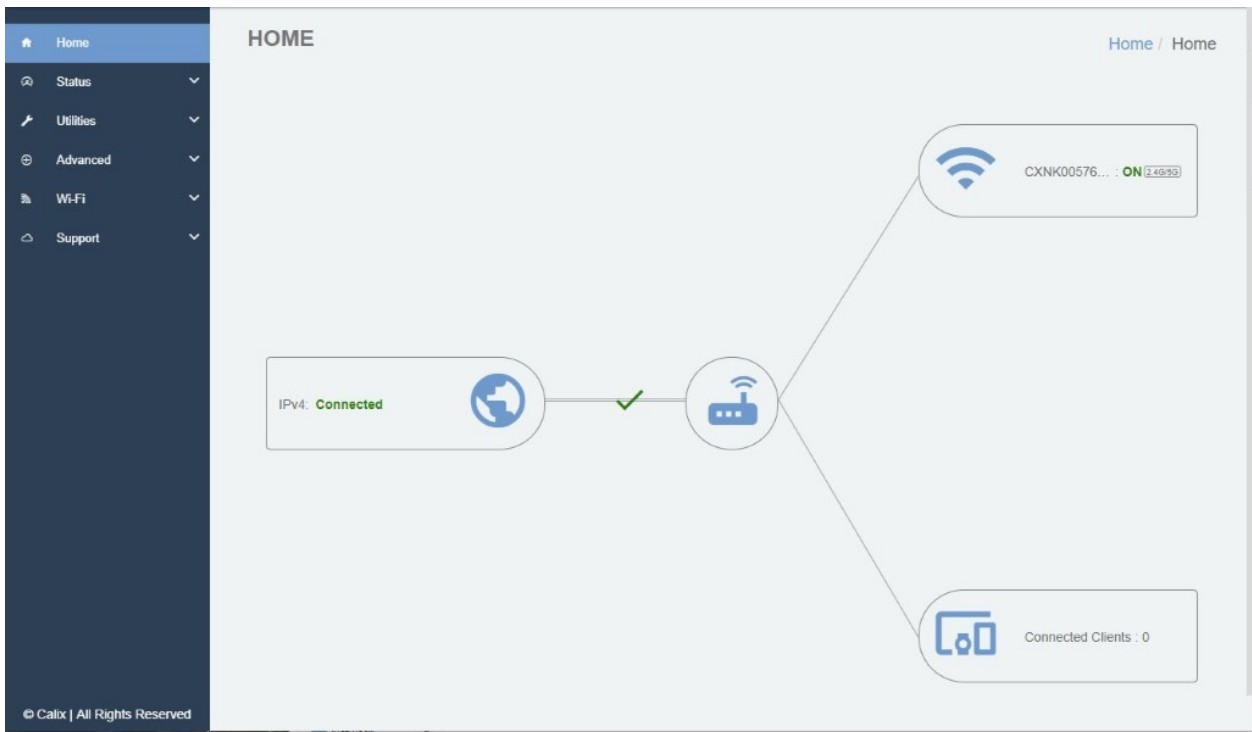 Home
Status
Utilities
Advanced
Wi-Fi
Support
© Calix | All Rights Reserved
HOME
Home / Home
CXNK00576... : ON 2.4G/5G
IPv4: Connected
Connected Clients : 0